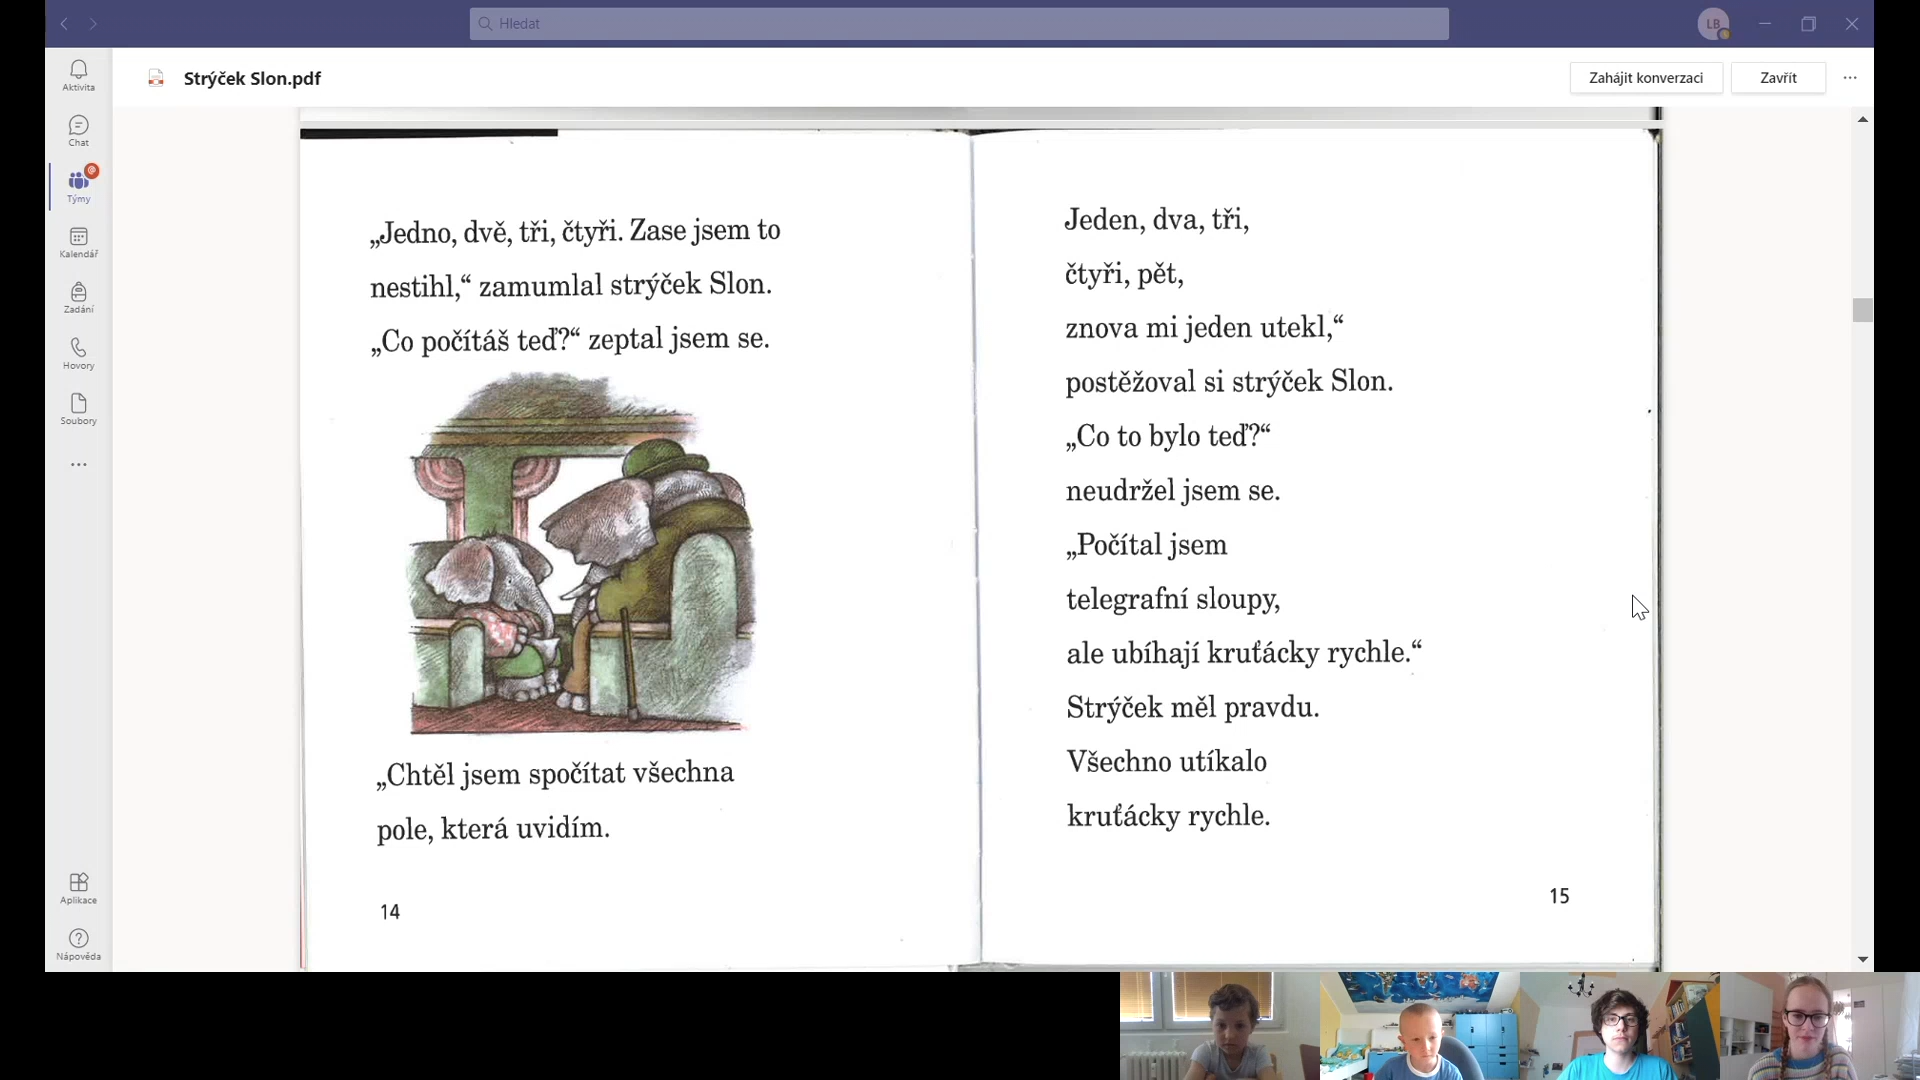 Hledat
LB
Strýček Slon.pdf
Zahájit konverzaci
Zavřít
Aktivita
Chat
Týmy
Kalendář
Zadání
Hovory
Soubory
Aplikace
Nápověda
„Jedno, dvě, tři, čtyři. Zase jsem to
nestihl,“ zamumlal strýček Slon.
„Co počítáš teď?“ zeptal jsem se.
„Chtěl jsem spočítat všechna
pole, která uvidím.
14
Jeden, dva, tři,
čtyři, pět,
znova mi jeden utekl,“
postěžoval si strýček Slon.
„Co to bylo teď?“
neudržel jsem se.
„Počítal jsem
telegrafní sloupy,
ale ubíhají kruťácky rychle.“
Strýček měl pravdu.
Všechno utíkalo
kruťácky rychle.
15